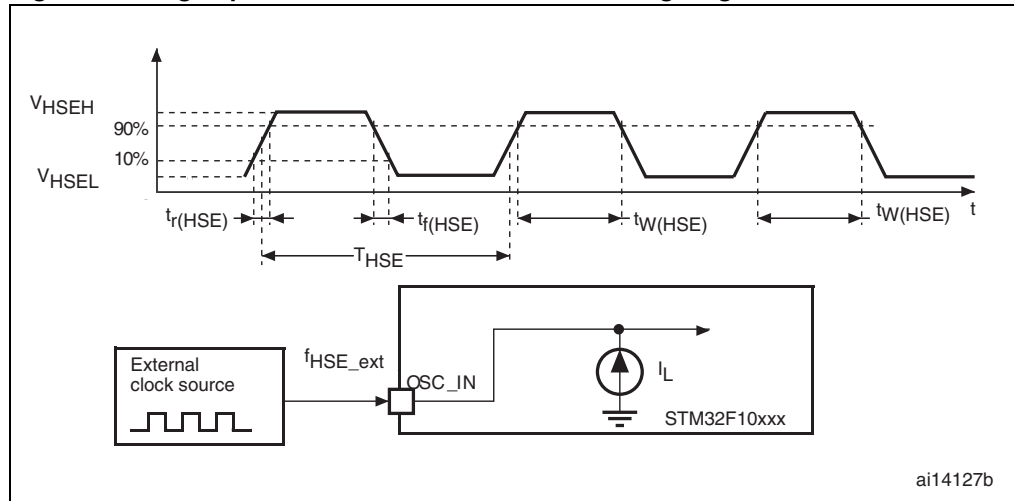 VHSEH
90%
10%
VHSEL
tr(HSE)
tf(HSE)
tW(HSE)
tW(HSE)
t
THSE
External
clock source
fHSE_ext
OSC_IN
IL
STM32F10xxx
ai14127b